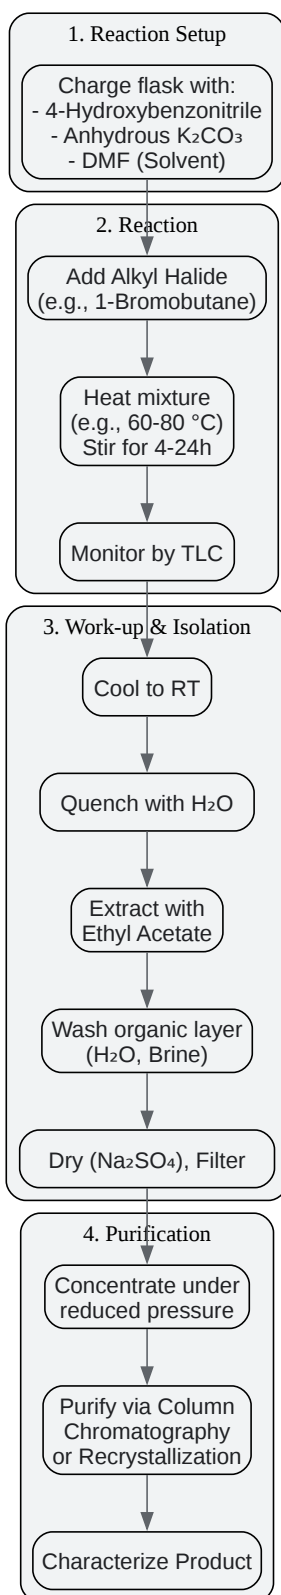 1. Reaction Setup
Charge flask with:
- 4-Hydroxybenzonitrile
- Anhydrous K₂CO₃
- DMF (Solvent)
2. Reaction
Add Alkyl Halide
(e.g., 1-Bromobutane)
Heat mixture
(e.g., 60-80 °C)
Stir for 4-24h
Monitor by TLC
3. Work-up & Isolation
Cool to RT
Quench with H₂O
Extract with
Ethyl Acetate
Wash organic layer
(H₂O, Brine)
Dry (Na₂SO₄), Filter
4. Purification
Concentrate under
reduced pressure
Purify via Column
Chromatography
or Recrystallization
Characterize Product